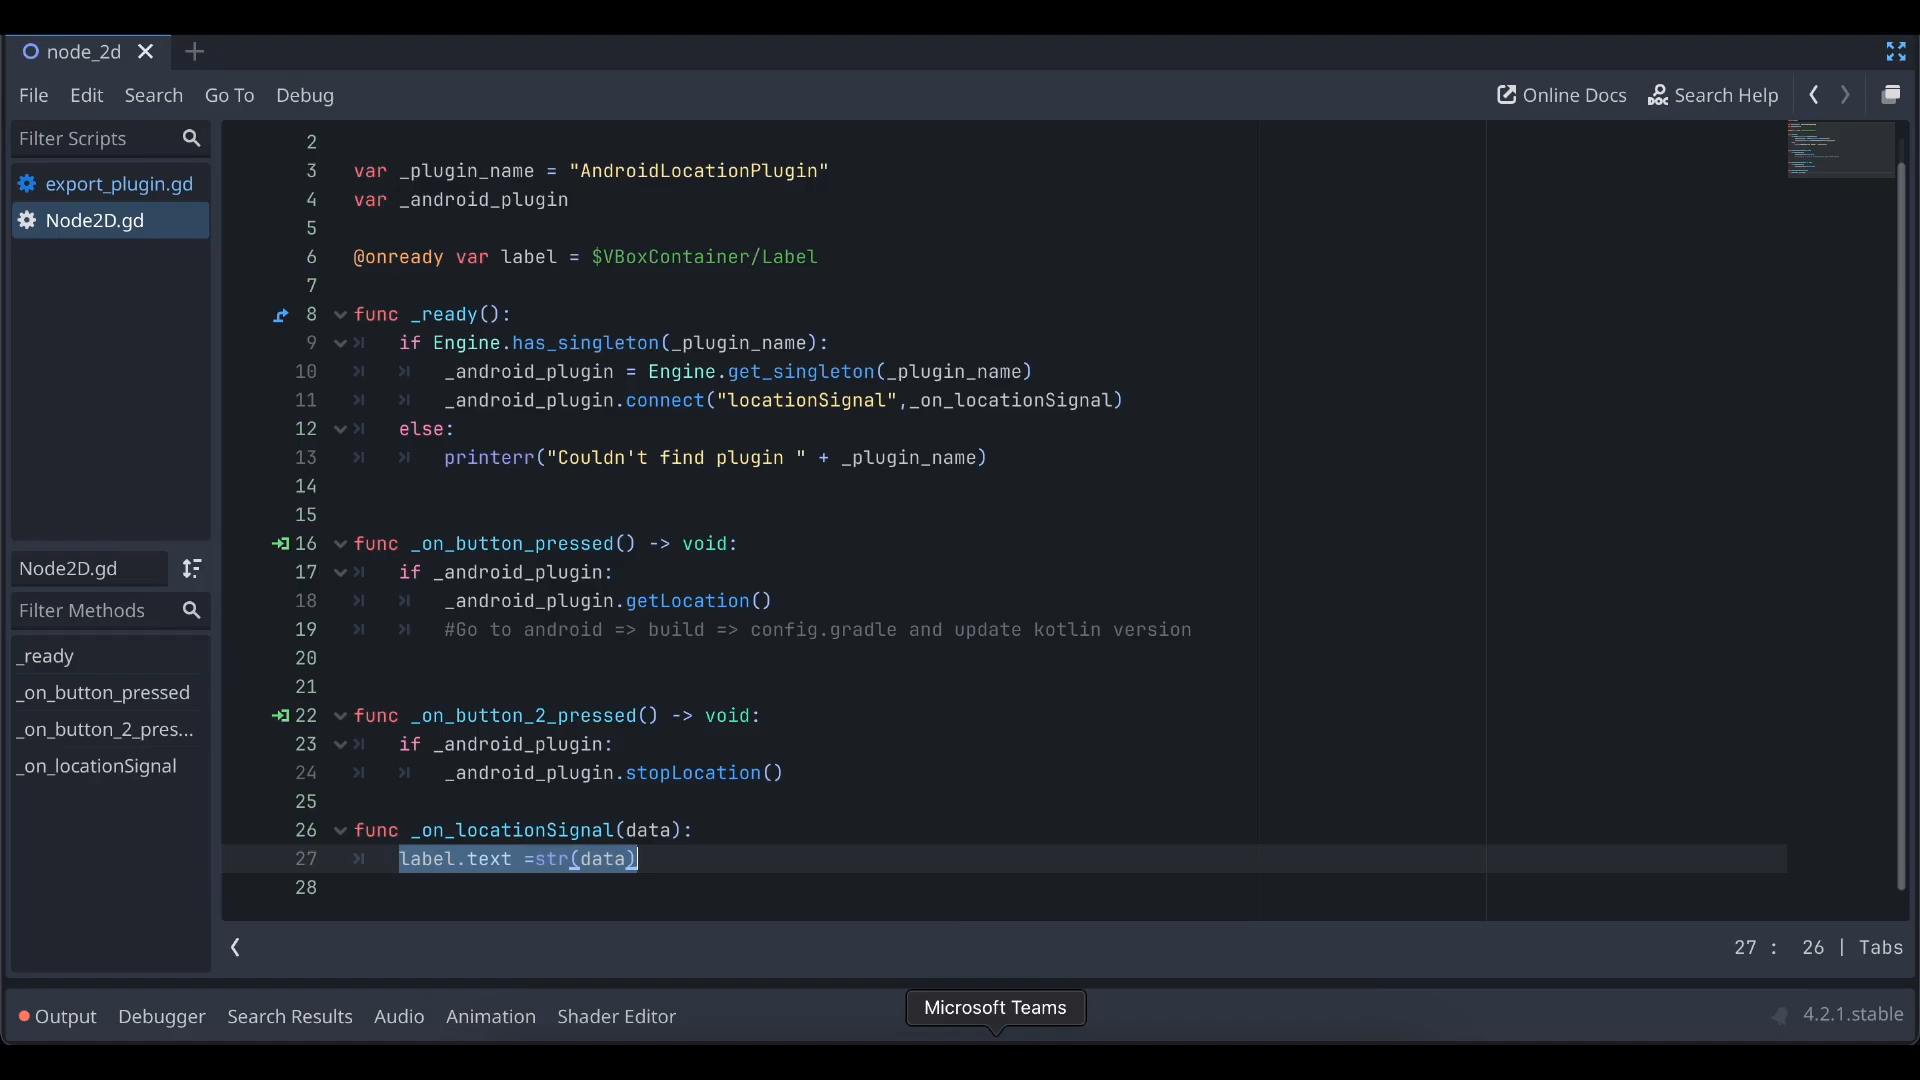 node_2d
File Edit Search Go To Debug
Online Docs Search Help
Filter Scripts
export_plugin.gd
Node2D.gd
Node2D.gd
Filter Methods
_ready
_on_button_pressed
_on_button_2_pres...
_on_locationSignal
2
3 var _plugin_name = "AndroidLocationPlugin"
4 var _android_plugin
5
6 @onready var label = $VBoxContainer/Label
7
8 func _ready():
9 if Engine.has_singleton(_plugin_name):
10 _android_plugin = Engine.get_singleton(_plugin_name)
11 _android_plugin.connect("locationSignal",_on_locationSignal)
12 else:
13 printerr("Couldn't find plugin " + _plugin_name)
14
15
16 func _on_button_pressed() -> void:
17 if _android_plugin:
18 _android_plugin.getLocation()
19 #Go to android => build => config.gradle and update kotlin version
20
21
22 func _on_button_2_pressed() -> void:
23 if _android_plugin:
24 _android_plugin.stopLocation()
25
26 func _on_locationSignal(data):
27 label.text =str(data)
28
27 : 26 | Tabs
Output Debugger Search Results Audio Animation Shader Editor
Microsoft Teams
4.2.1.stable